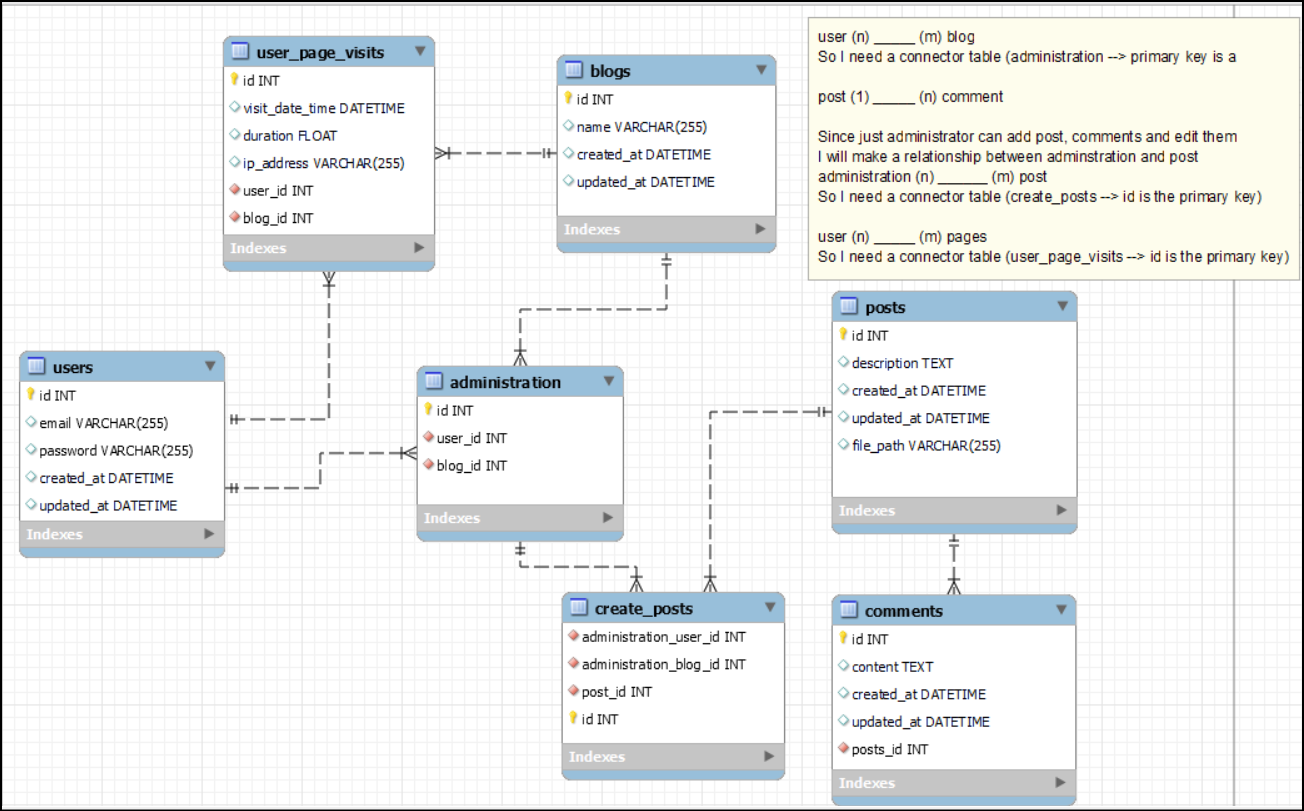 user_page_visits
id INT
visit_date_time DATETIME
duration FLOAT
ip_address VARCHAR(255)
user_id INT
blog_id INT
Indexes
blogs
id INT
name VARCHAR(255)
created_at DATETIME
updated_at DATETIME
Indexes
user (n) _____ (m) blog
So I need a connector table (administration --> primary key is a
post (1) _____ (n) comment
Since just administrator can add post, comments and edit them
I will make a relationship between adminstration and post
administration (n) ______ (m) post
So I need a connector table (create_posts --> id is the primary key)
user (n) _____ (m) pages
So I need a connector table (user_page_visits --> id is the primary key)
users
id INT
email VARCHAR(255)
password VARCHAR(255)
created_at DATETIME
updated_at DATETIME
Indexes
administration
id INT
user_id INT
blog_id INT
Indexes
posts
id INT
description TEXT
created_at DATETIME
updated_at DATETIME
file_path VARCHAR(255)
Indexes
create_posts
administration_user_id INT
administration_blog_id INT
post_id INT
id INT
Indexes
comments
id INT
content TEXT
created_at DATETIME
updated_at DATETIME
posts_id INT
Indexes